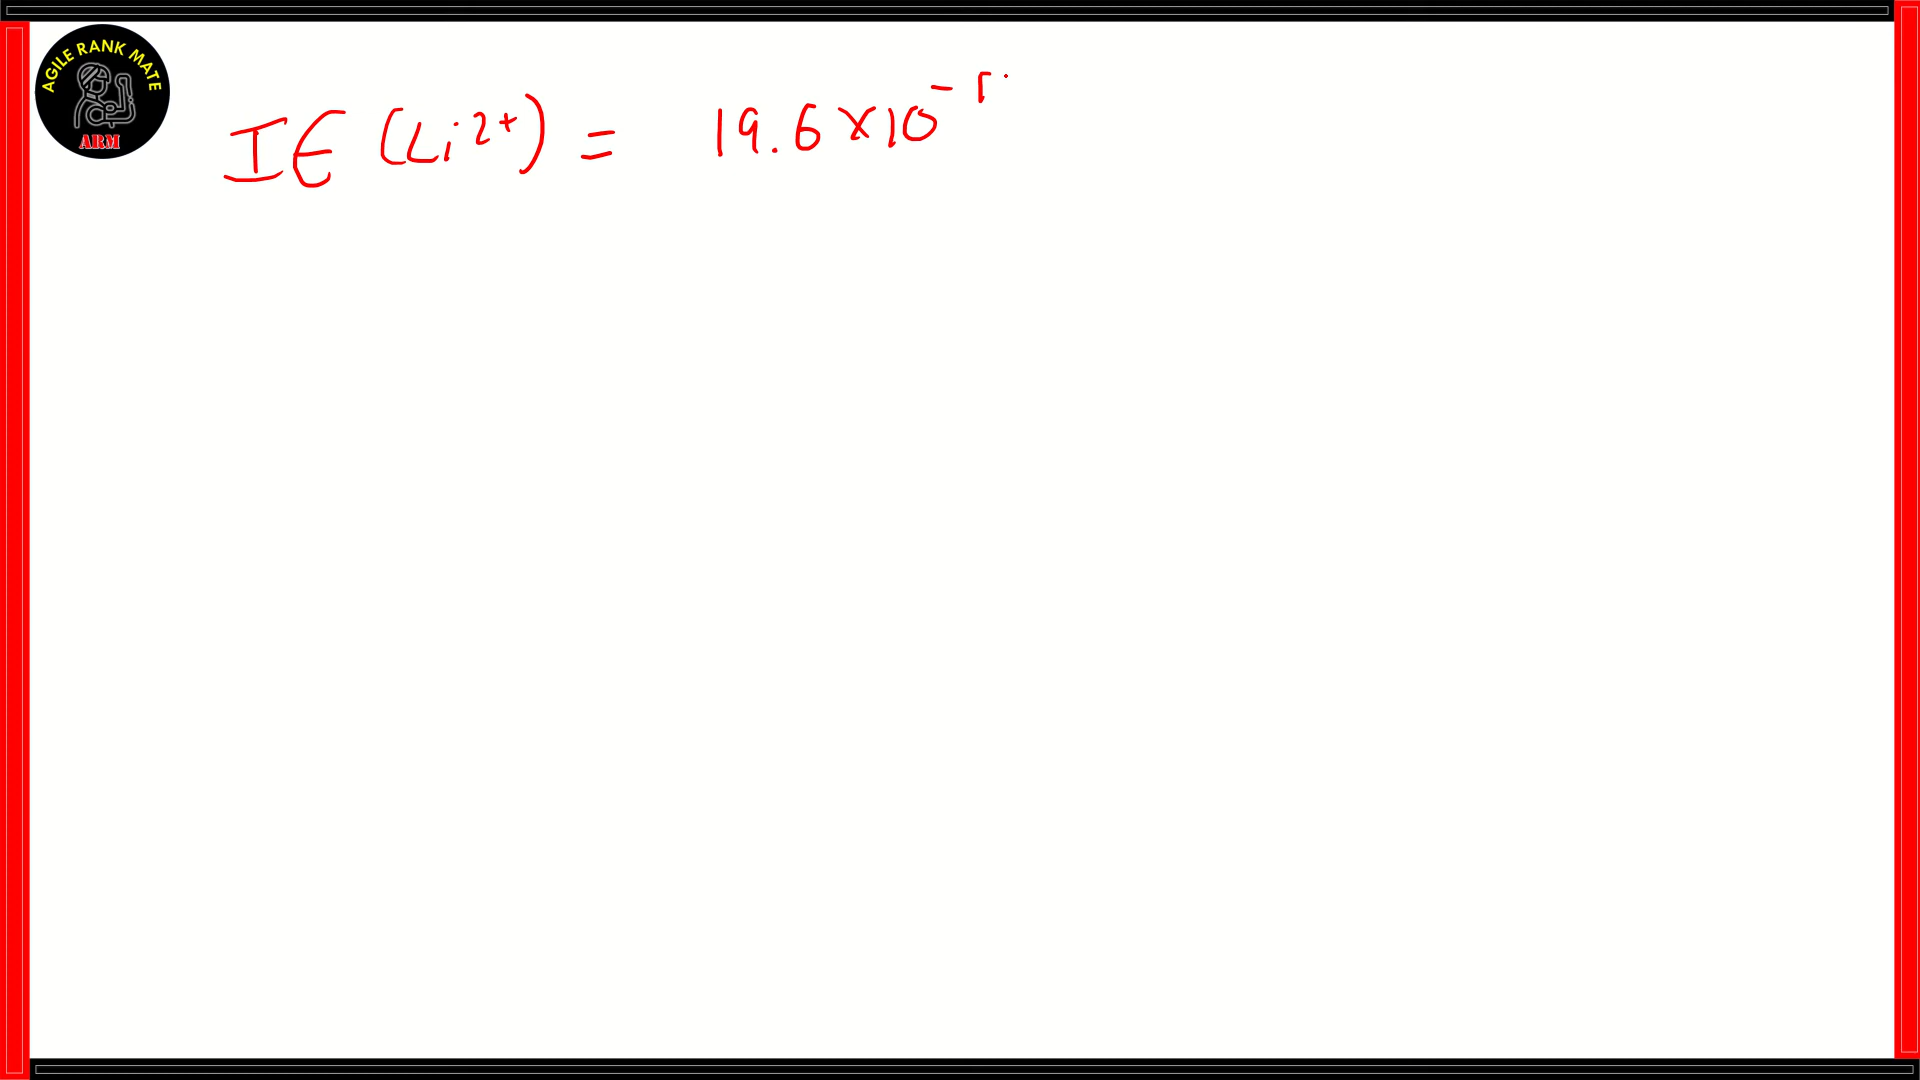 AGILE RANK MATE
ARM
IE (Li²⁺) = 19.6 × 10⁻